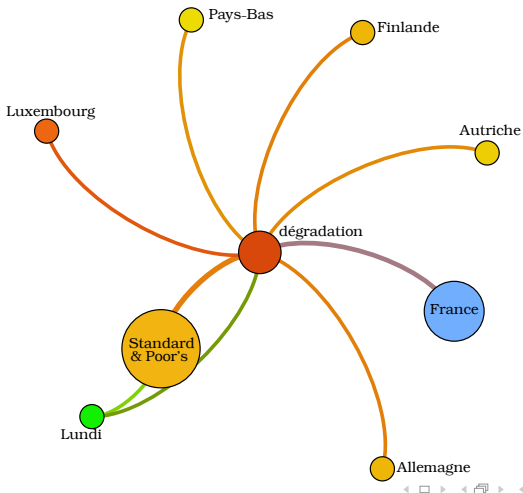 Pays-Bas
Finlande
Luxembourg
Autriche
dégradation
France
Standard
& Poor's
Lundi
Allemagne